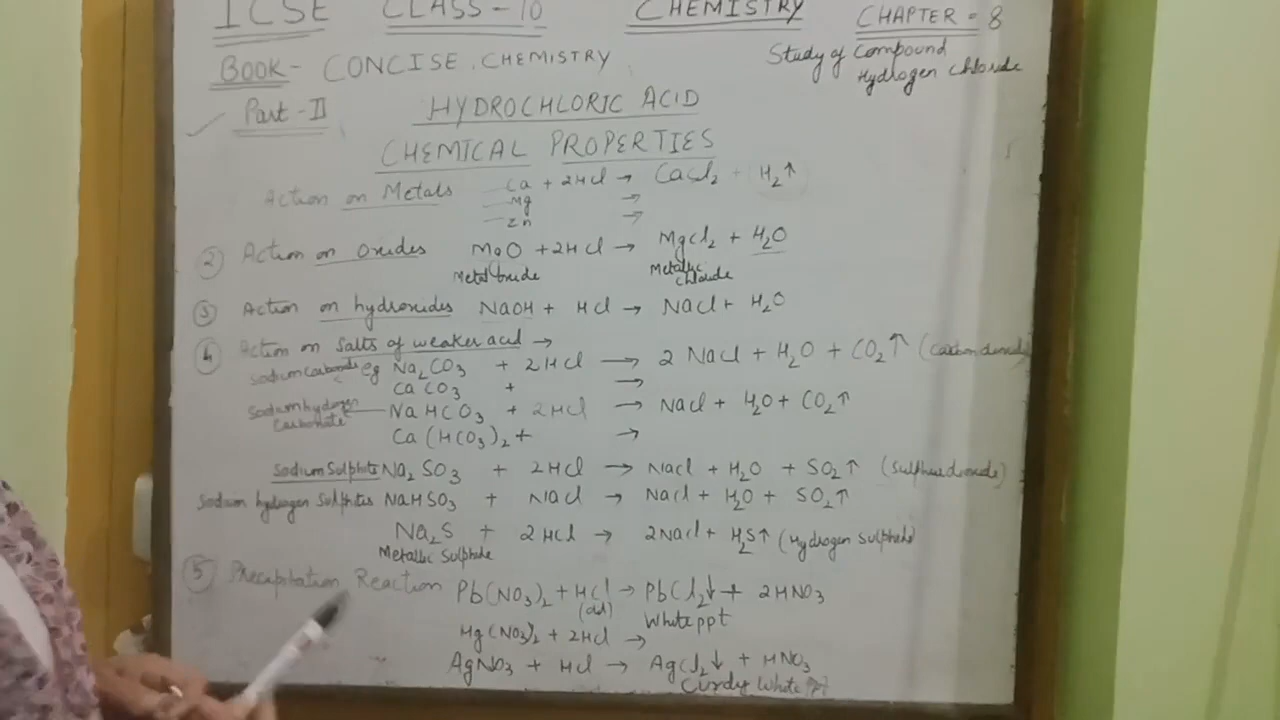 ICSE CLASS-10 CHEMISTRY CHAPTER-8
BOOK- CONCISE CHEMISTRY
Study of Compound
Hydrogen chloride
Part-II HYDROCHLORIC ACID
CHEMICAL PROPERTIES
Action on Metals Ca + 2HCl → CaCl2 + H2↑
Mg →
Zn →
② Action on Oxides MgO + 2HCl → MgCl2 + H2O
Metal Oxide Metallic chloride
③ Action on hydroxides NaOH + HCl → NaCl + H2O
④ Action on Salts of weaker acid →
Sodium Carbonate eg Na2CO3 + 2HCl → 2NaCl + H2O + CO2↑ (Carbon dioxide)
CaCO3 + →
Sodium hydrogen Carbonate NaHCO3 + 2HCl → NaCl + H2O + CO2↑
Ca(HCO3)2 + →
Sodium Sulphite Na2SO3 + 2HCl → NaCl + H2O + SO2↑ (Sulphur dioxide)
Sodium hydrogen Sulphites NaHSO3 + NaCl → NaCl + H2O + SO2↑
Na2S + 2HCl → 2NaCl + H2S↑ (Hydrogen Sulphide)
Metallic Sulphide
⑤ Precipitation Reaction Pb(NO3)2 + HCl → PbCl2↓ + 2HNO3
(dil) White ppt
Hg(NO3)2 + 2HCl →
AgNO3 + HCl → AgCl2↓ + HNO3
Curdy White